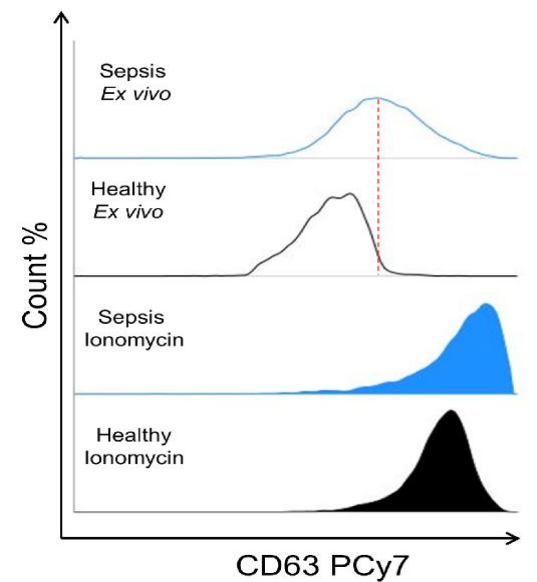 Sepsis
Ex vivo
Healthy
Ex vivo
Sepsis
Ionomycin
Healthy
Ionomycin
Count %
CD63 PCy7